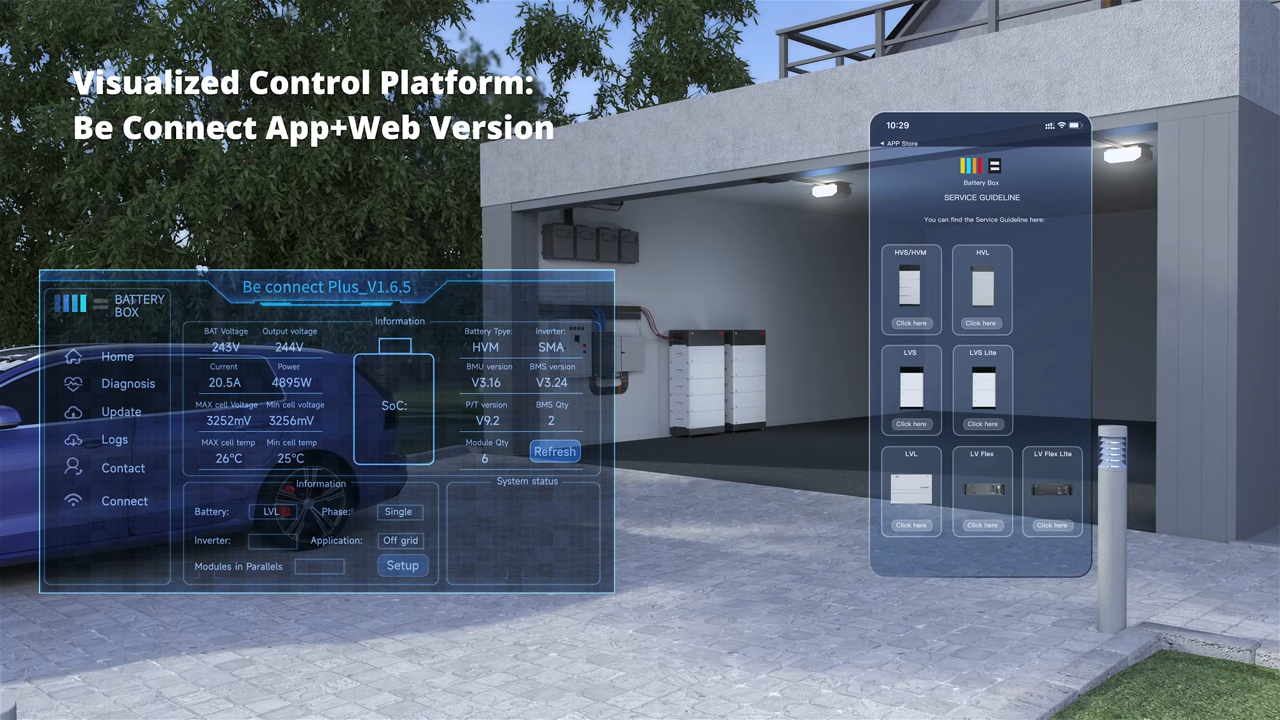 Visualized Control Platform:
Be Connect App+Web Version
Be connect Plus_V1.6.5
BATTERY
BOX
Home
Diagnosis
Update
Logs
Contact
Connect
Information
BAT Voltage Output voltage
243V 244V
Current Power
20.5A 4895W
MAX cell Voltage Min cell voltage
3252mV 3256mV
MAX cell temp Min cell temp
26°C 25°C
SoC:
Battery Tpye: Inverter:
HVM SMA
BMU version BMS version
V3.16 V3.24
P/T version BMS Qty
V9.2 2
Module Qty
6 Refresh
Information
Battery: LVL Phase: Single
Inverter: Application: Off grid
Modules in Parallels Setup
System status
10:29
◄ APP Store
Battery Box
SERVICE GUIDELINE
You can find the Service Guideline here:
HVS/HVM HVL
Click here Click here
LVS LVS Lite
Click here Click here
LVL LV Flex LV Flex Lite
Click here Click here Click here